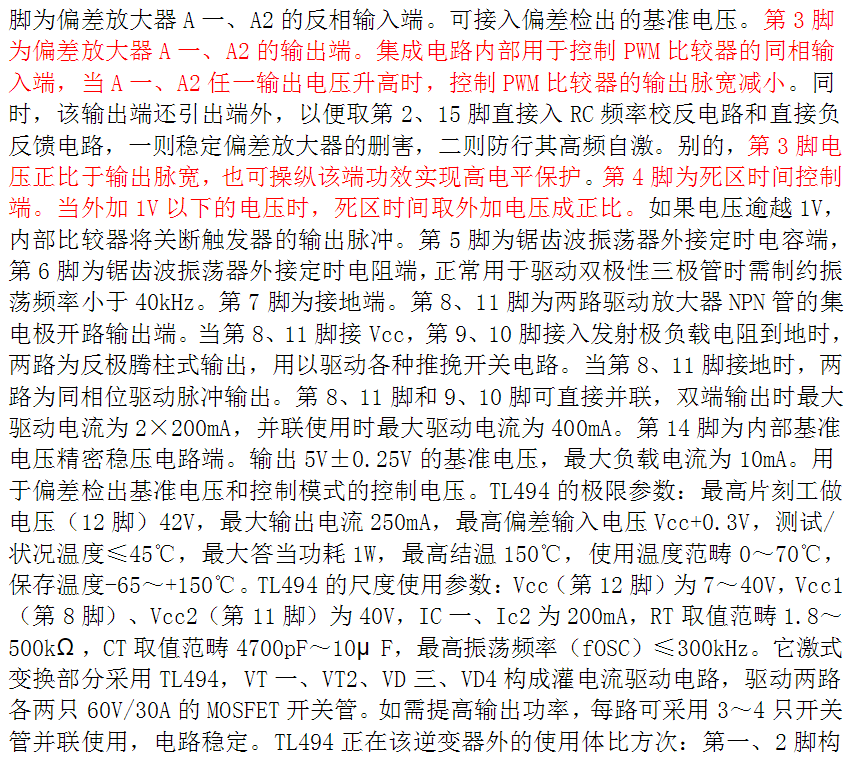 脚为偏差放大器 A 一、A2 的反相输入端。可接入偏差检出的基准电压。第 3 脚
为偏差放大器 A 一、A2 的输出端。集成电路内部用于控制 PWM 比较器的同相输
入端，当 A 一、A2 任一输出电压升高时，控制 PWM 比较器的输出脉宽减小。同
时，该输出端还引出端外，以便取第 2、15 脚直接入 RC 频率校反电路和直接负
反馈电路，一则稳定偏差放大器的删害，二则防行其高频自激。别的，第 3 脚电
压正比于输出脉宽，也可操纵该端功效实现高电平保护。第 4 脚为死区时间控制
端。当外加 1V 以下的电压时，死区时间取外加电压成正比。如果电压逾越 1V，
内部比较器将关断触发器的输出脉冲。第 5 脚为锯齿波振荡器外接定时电容端，
第 6 脚为锯齿波振荡器外接定时电阻端，正常用于驱动双极性三极管时需制约振
荡频率小于 40kHz。第 7 脚为接地端。第 8、11 脚为两路驱动放大器 NPN 管的集
电极开路输出端。当第 8、11 脚接 Vcc，第 9、10 脚接入发射极负载电阻到地时，
两路为反极腾柱式输出，用以驱动各种推挽开关电路。当第 8、11 脚接地时，两
路为同相位驱动脉冲输出。第 8、11 脚和 9、10 脚可直接并联，双端输出时最大
驱动电流为 2×200mA，并联使用时最大驱动电流为 400mA。第 14 脚为内部基准
电压精密稳压电路端。输出 5V±0.25V 的基准电压，最大负载电流为 10mA。用
于偏差检出基准电压和控制模式的控制电压。TL494 的极限参数：最高片刻工做
电压（12 脚）42V，最大输出电流 250mA，最高偏差输入电压 Vcc+0.3V，测试/
状况温度≤45℃，最大答当功耗 1W，最高结温 150℃，使用温度范畴 0～70℃，
保存温度-65～+150℃。TL494 的尺度使用参数：Vcc（第 12 脚）为 7～40V，Vcc1
（第 8 脚）、Vcc2（第 11 脚）为 40V，IC 一、Ic2 为 200mA，RT 取值范畴 1.8～
500kΩ，CT 取值范畴 4700pF～10μ F，最高振荡频率（fOSC）≤300kHz。它激式
变换部分采用 TL494，VT 一、VT2、VD 三、VD4 构成灌电流驱动电路，驱动两路
各两只 60V/30A 的 MOSFET 开关管。如需提高输出功率，每路可采用 3～4 只开关
管并联使用，电路稳定。TL494 正在该逆变器外的使用体比方次：第一、2 脚构